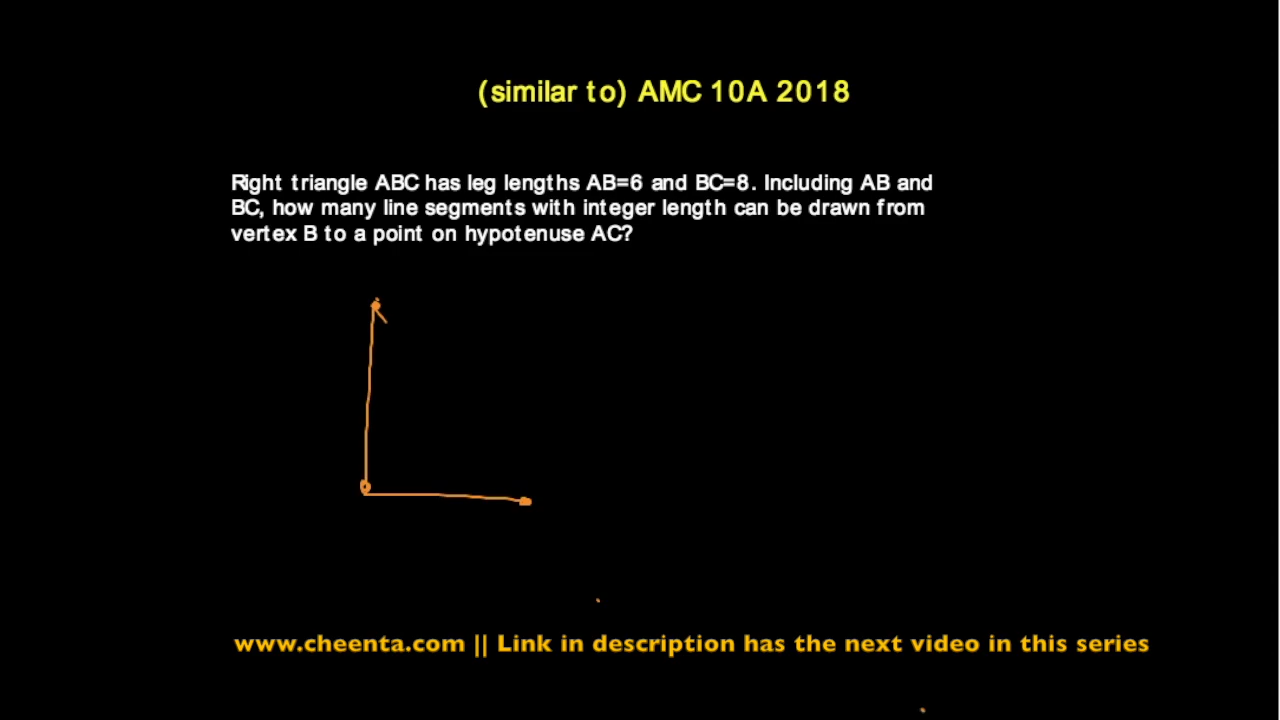 (similar to) AMC 10A 2018
Right triangle ABC has leg lengths AB=6 and BC=8. Including AB and
BC, how many line segments with integer length can be drawn from
vertex B to a point on hypotenuse AC?
www.cheenta.com || Link in description has the next video in this series